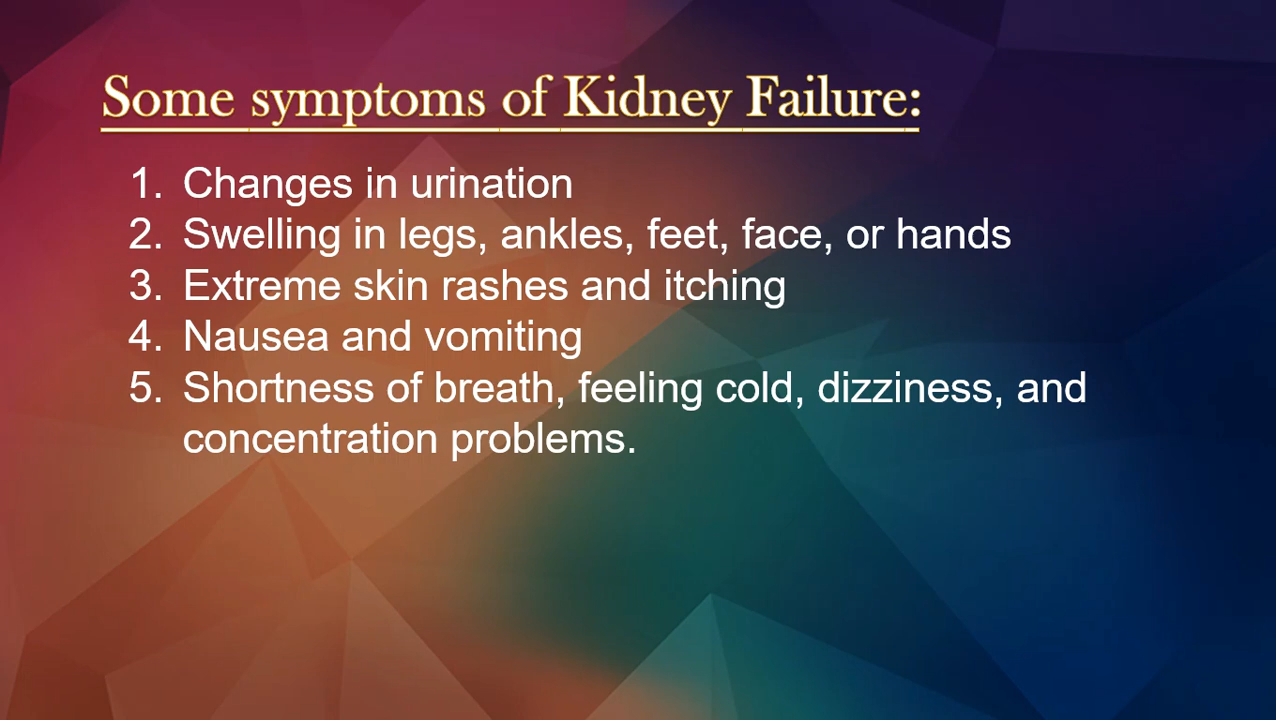 Some symptoms of Kidney Failure:
1. Changes in urination
2. Swelling in legs, ankles, feet, face, or hands
3. Extreme skin rashes and itching
4. Nausea and vomiting
5. Shortness of breath, feeling cold, dizziness, and
concentration problems.